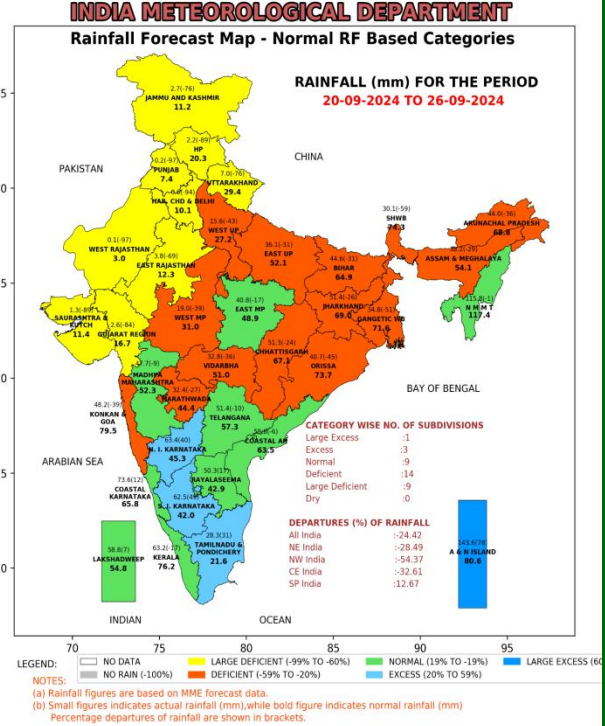 INDIA METEOROLOGICAL DEPARTMENT
Rainfall Forecast Map - Normal RF Based Categories
RAINFALL (mm) FOR THE PERIOD
20-09-2024 TO 26-09-2024
2.7(-76)
JAMMU AND KASHMIR
11.2
2.2(-89)
HP
20.3
CHINA
PAKISTAN
0.2(-97)
PUNJAB
7.4
7.0(-76)
UTTARAKHAND
29.4
HAR. CHD & DELHI
10.1
30.1(-59)
SHWB
74.3
44.0(-36)
ARUNACHAL PRADESH
68.8
15.6(-43)
WEST UP
27.2
0.1(-97)
WEST RAJASTHAN
3.0
3.8(-69)
EAST RAJASTHAN
12.3
36.1(-31)
EAST UP
52.1
44.6(-31)
BIHAR
64.9
ASSAM & MEGHALAYA
54.1
115.8(-1)
N M M T
117.4
1.3(-89)
SAURASHTRA &
KUTCH
11.4
2.6(-84)
GUJARAT REGION
16.7
19.0(-39)
WEST MP
31.0
40.8(-17)
EAST MP
48.9
51.4(-26)
JHARKHAND
69.0
34.8(-51)
GANGETIC WB
71.6
(-9)
MADHYA
MAHARASHTRA
52.3
32.8(-36)
VIDARBHA
51.0
51.3(-24)
CHHATTISGARH
67.1
40.7(-45)
ORISSA
73.7
32.4(-27)
MARATHWADA
44.4
48.2(-39)
KONKAN &
GOA
79.5
51.4(-10)
TELANGANA
57.3
BAY OF BENGAL
(-6)
COASTAL AP
63.5
63.4(40)
N. I. KARNATAKA
45.3
ARABIAN SEA
50.3(17)
RAYALASEEMA
42.9
73.6(12)
COASTAL
KARNATAKA
65.8
62.5(49)
S. I. KARNATAKA
42.0
28.3(31)
TAMILNADU &
PONDICHERY
21.6
58.8(7)
LAKSHADWEEP
54.8
63.2(-17)
KERALA
76.2
143.6(78)
A & N ISLAND
80.6
CATEGORY WISE NO. OF SUBDIVISIONS
Large Excess :1
Excess :3
Normal :9
Deficient :14
Large Deficient :9
Dry :0
DEPARTURES (%) OF RAINFALL
All India :-24.42
NE India :-28.49
NW India :-54.37
CE India :-32.61
SP India :12.67
INDIAN OCEAN
5
0
5
0
5
0
70 75 80 85 90 95
LEGEND:
NO DATA LARGE DEFICIENT (-99% TO -60%) NORMAL (19% TO -19%) LARGE EXCESS (60
NO RAIN (-100%) DEFICIENT (-59% TO -20%) EXCESS (20% TO 59%)
NOTES:
(a) Rainfall figures are based on MME forecast data.
(b) Small figures indicates actual rainfall (mm),while bold figure indicates normal rainfall (mm)
Percentage departures of rainfall are shown in brackets.